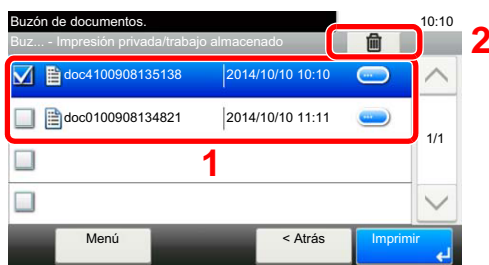 Buzón de documentos. 10:10
Buz... - Impresión privada/trabajo almacenado
2
doc4100908135138 2014/10/10 10:10 ...
doc0100908134821 2014/10/10 11:11 ...
1/1
1
Menú < Atrás Imprimir